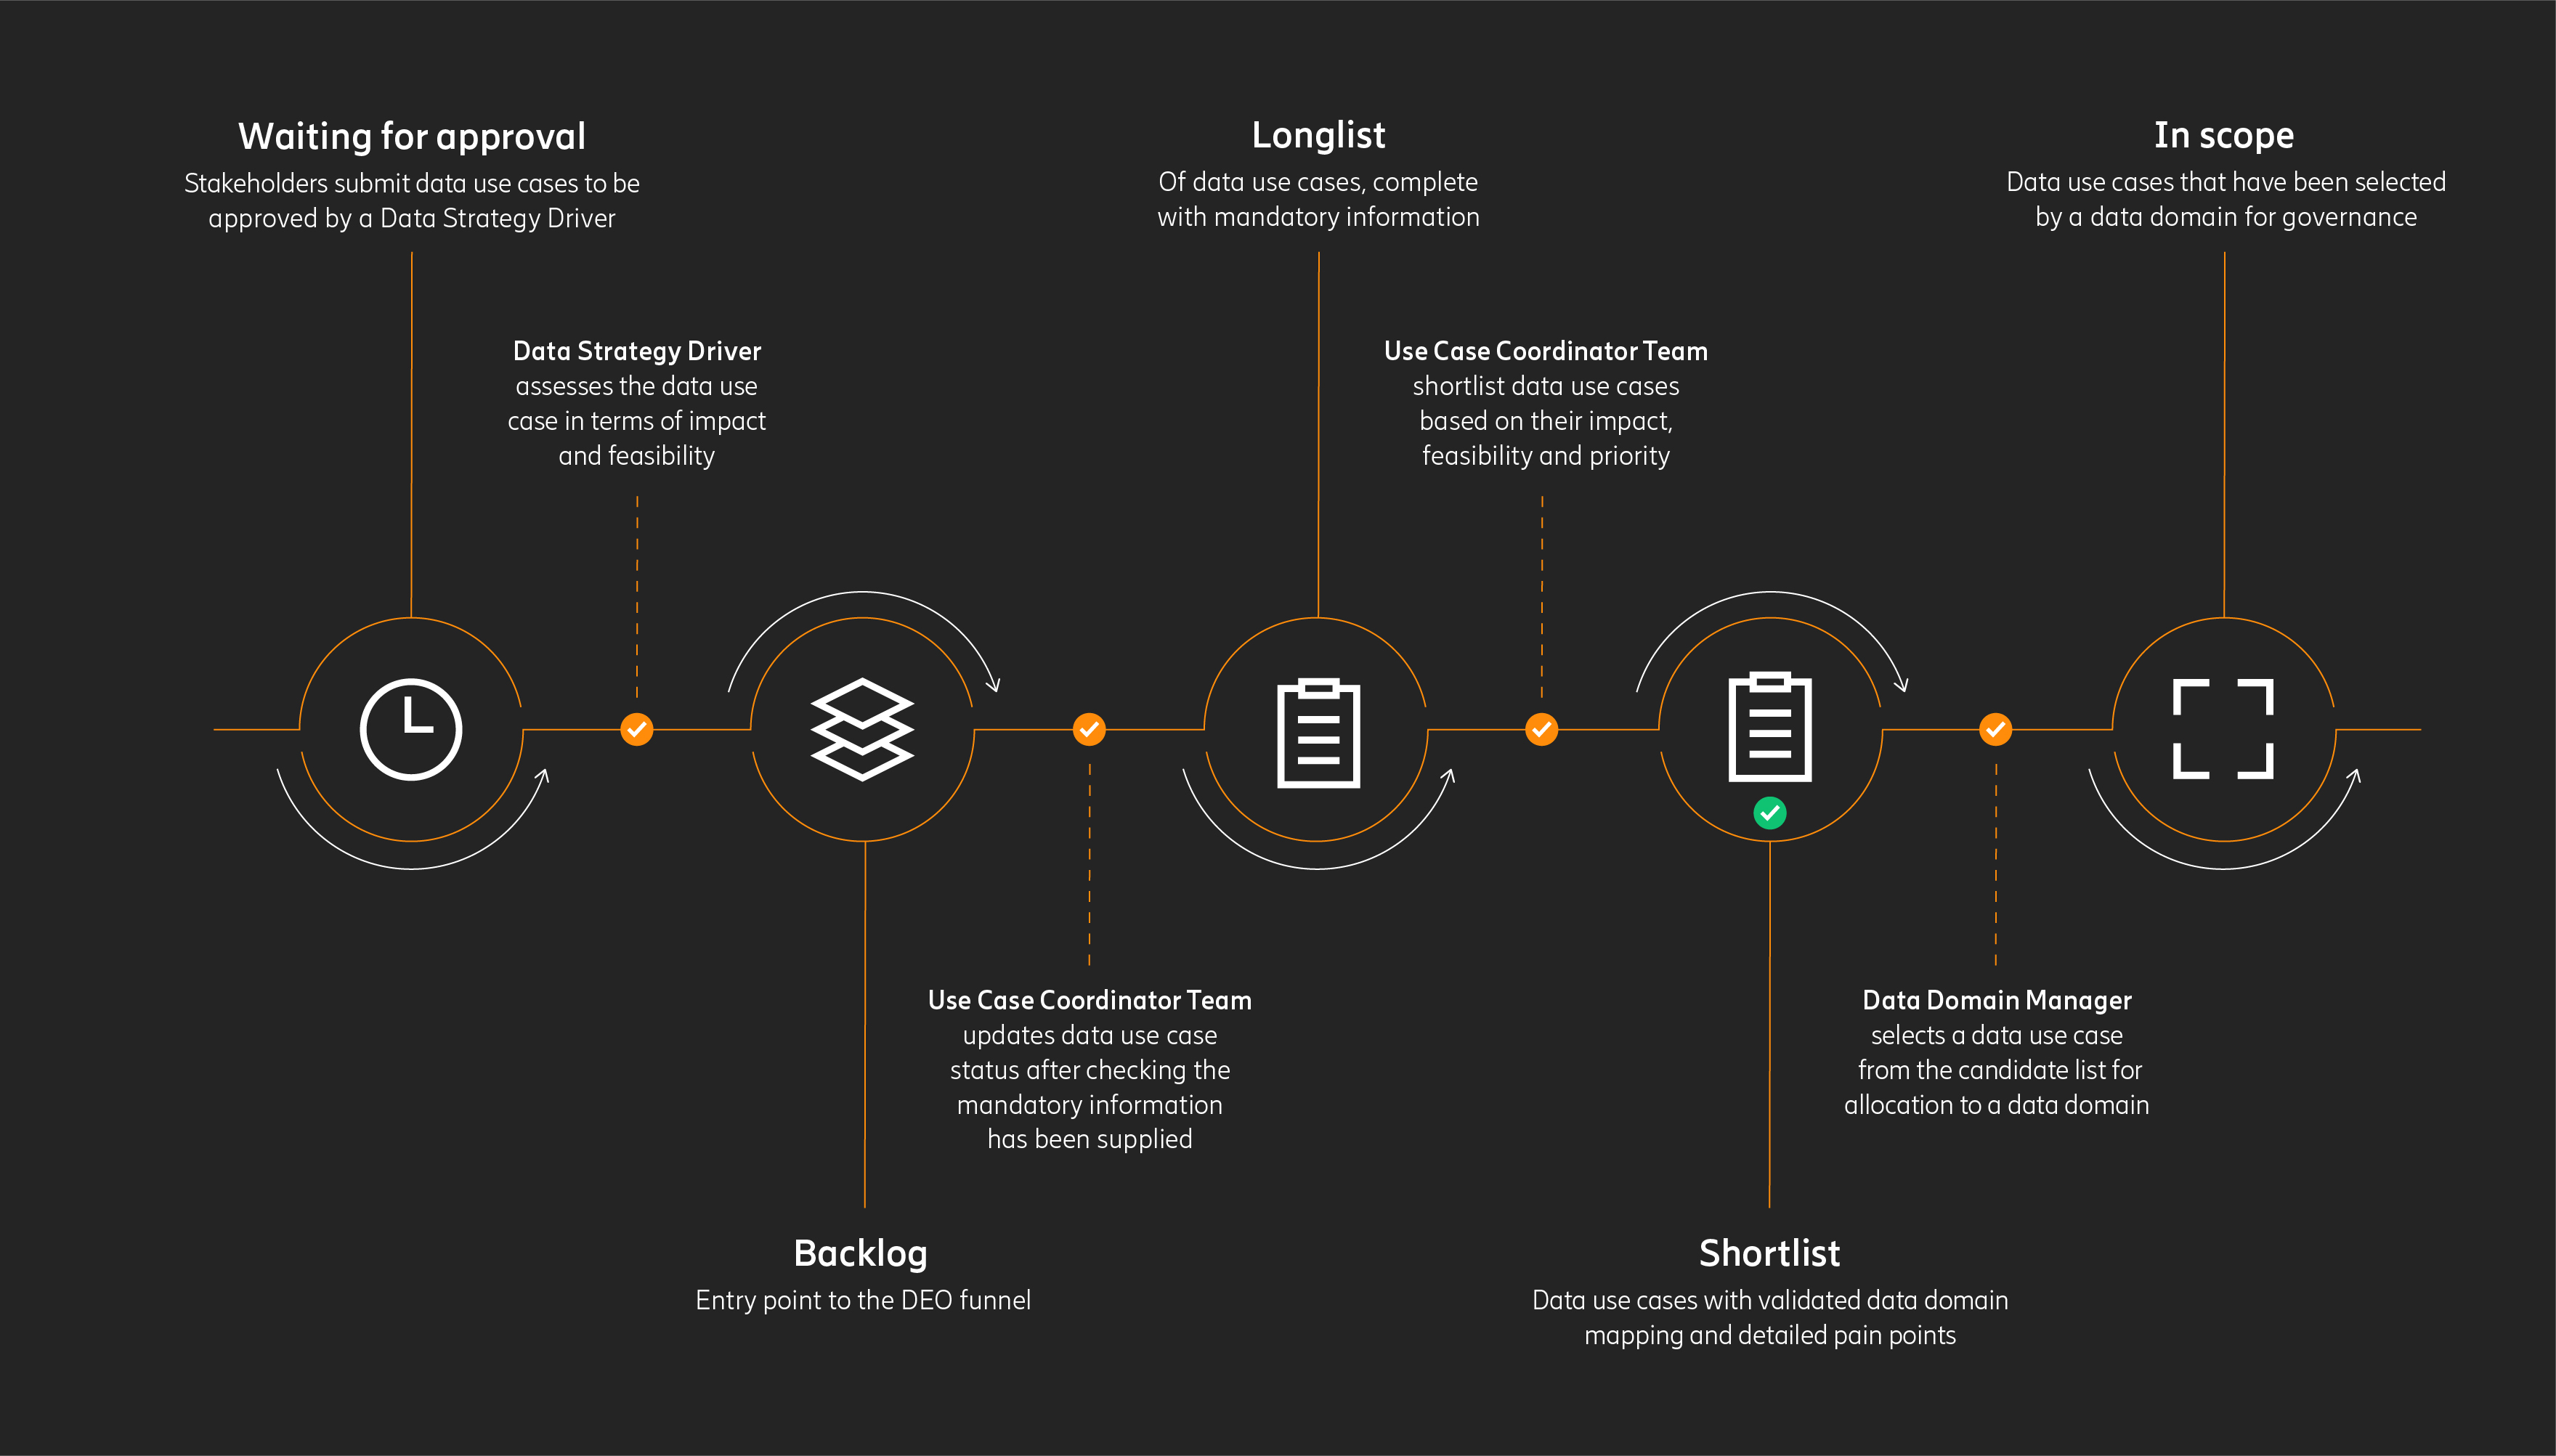 Waiting for approval
Stakeholders submit data use cases to be
approved by a Data Strategy Driver
Data Strategy Driver
assesses the data use
case in terms of impact
and feasibility
Backlog
Entry point to the DEO funnel
Use Case Coordinator Team
updates data use case
status after checking the
mandatory information
has been supplied
Longlist
Of data use cases, complete
with mandatory information
Use Case Coordinator Team
shortlist data use cases
based on their impact,
feasibility and priority
Shortlist
Data use cases with validated data domain
mapping and detailed pain points
Data Domain Manager
selects a data use case
from the candidate list for
allocation to a data domain
In scope
Data use cases that have been selected
by a data domain for governance